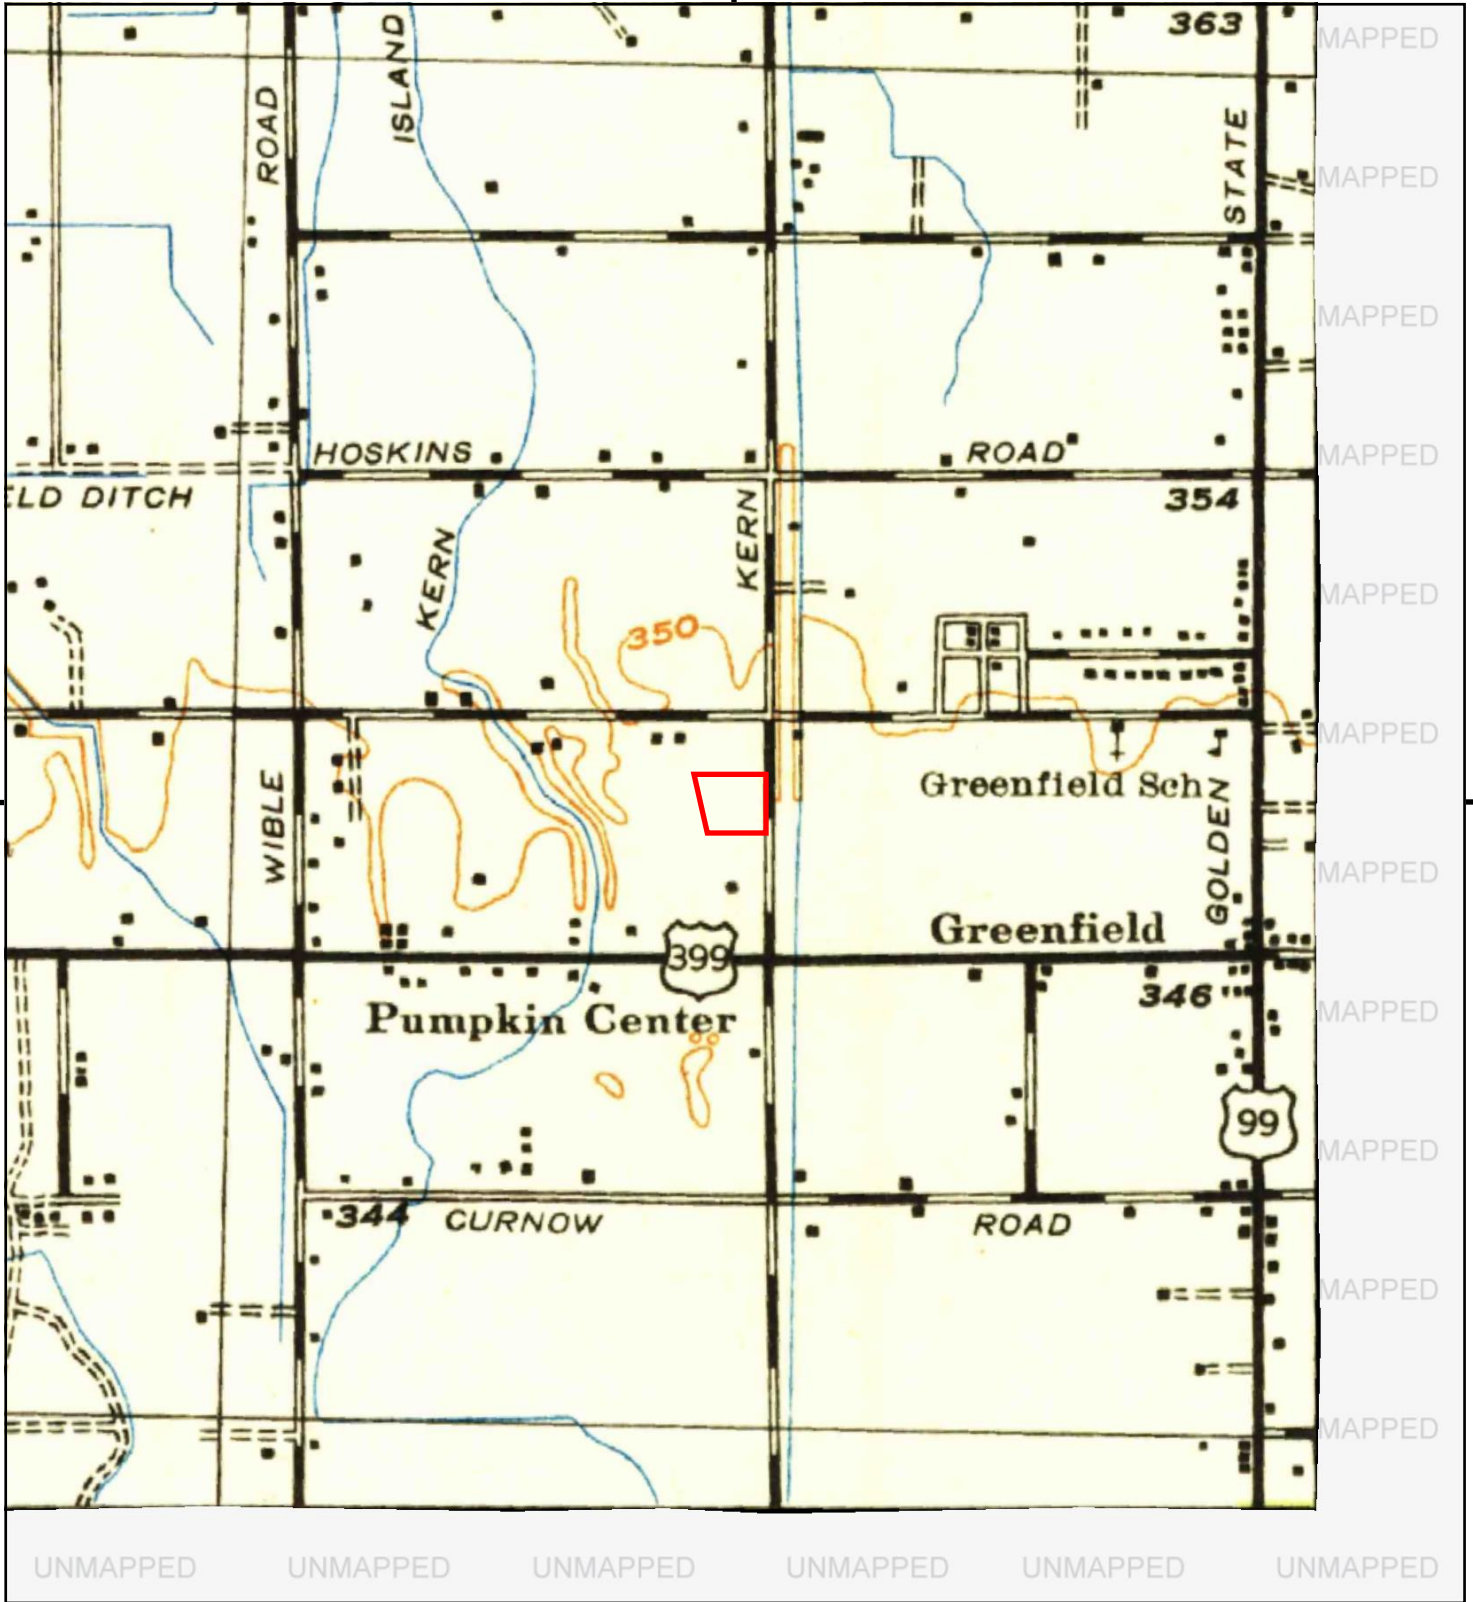 363
MAPPED
ISLAND
ROAD
STATE
MAPPED
MAPPED
HOSKINS
ROAD
MAPPED
ELD DITCH
KERN
354
KERN
MAPPED
350
MAPPED
Greenfield Sch
WIBLE
GOLDEN
MAPPED
Greenfield
399
346
Pumpkin Center
MAPPED
99
MAPPED
344
CURNOW
ROAD
MAPPED
MAPPED
UNMAPPED UNMAPPED UNMAPPED UNMAPPED UNMAPPED UNMAPPED